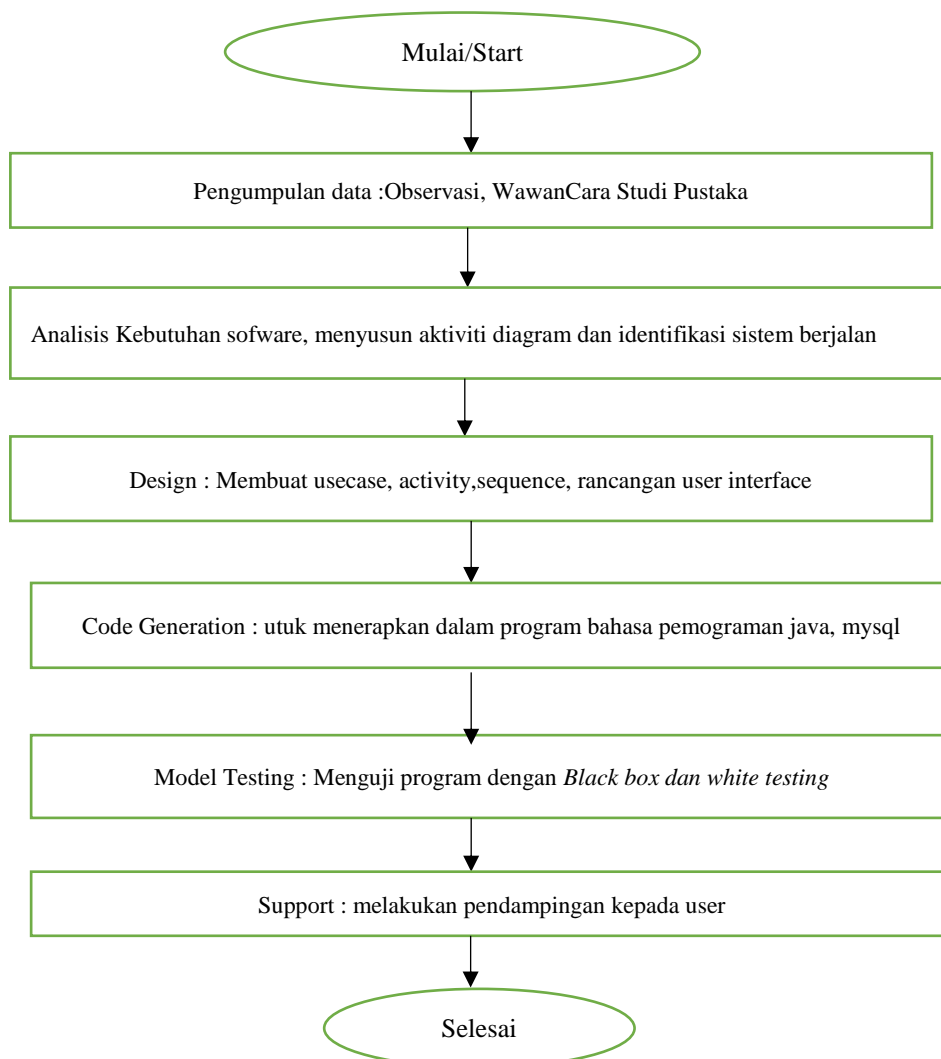 Mulai/Start
Pengumpulan data :Observasi, WawanCara Studi Pustaka
Analisis Kebutuhan sofware, menyusun aktiviti diagram dan identifikasi sistem berjalan
Design : Membuat usecase, activity,sequence, rancangan user interface
Code Generation : utuk menerapkan dalam program bahasa pemograman java, mysql
Model Testing : Menguji program dengan Black box dan white testing
Support : melakukan pendampingan kepada user
Selesai